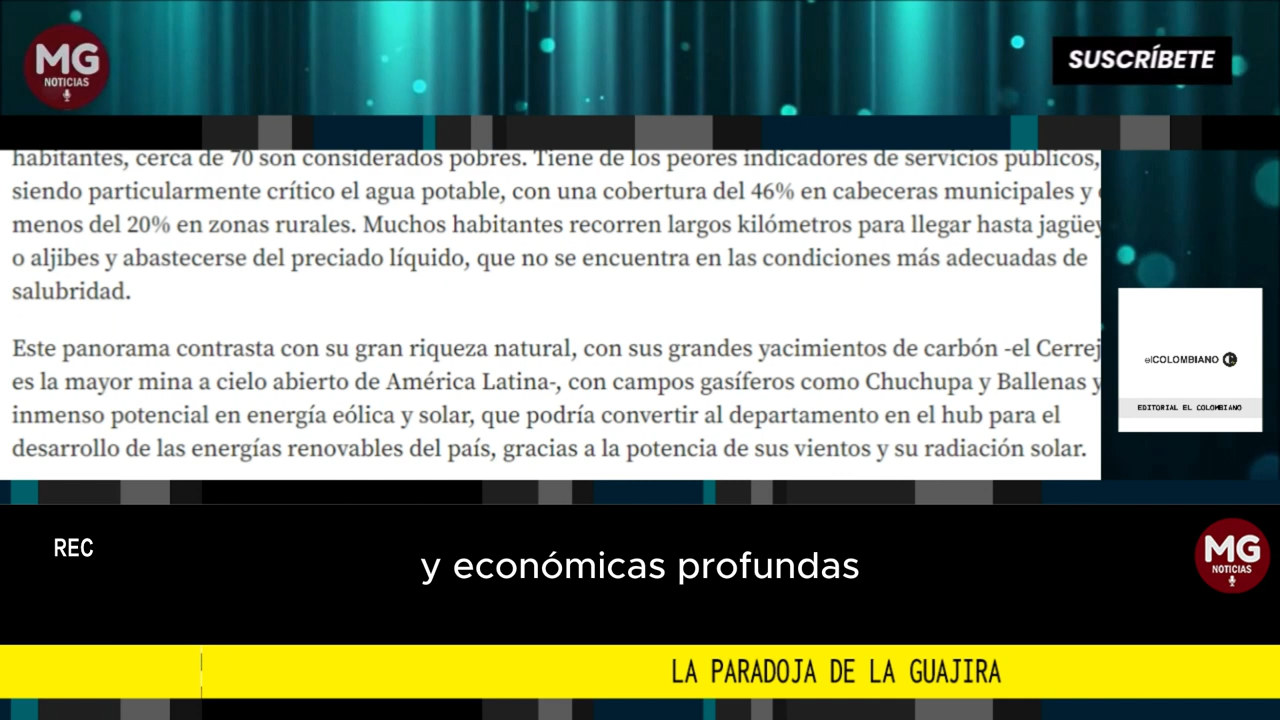 MG
NOTICIAS
SUSCRÍBETE
habitantes, cerca de 70 son considerados pobres. Tiene de los peores indicadores de servicios públicos,
siendo particularmente crítico el agua potable, con una cobertura del 46% en cabeceras municipales y
menos del 20% en zonas rurales. Muchos habitantes recorren largos kilómetros para llegar hasta jagüey
o aljibes y abastecerse del preciado líquido, que no se encuentra en las condiciones más adecuadas de
salubridad.
Este panorama contrasta con su gran riqueza natural, con sus grandes yacimientos de carbón -el Cerrej
es la mayor mina a cielo abierto de América Latina-, con campos gasíferos como Chuchupa y Ballenas y
inmenso potencial en energía eólica y solar, que podría convertir al departamento en el hub para el
desarrollo de las energías renovables del país, gracias a la potencia de sus vientos y su radiación solar.
elCOLOMBIANO C
EDITORIAL EL COLOMBIANO
REC
y económicas profundas
MG
NOTICIAS
LA PARADOJA DE LA GUAJIRA